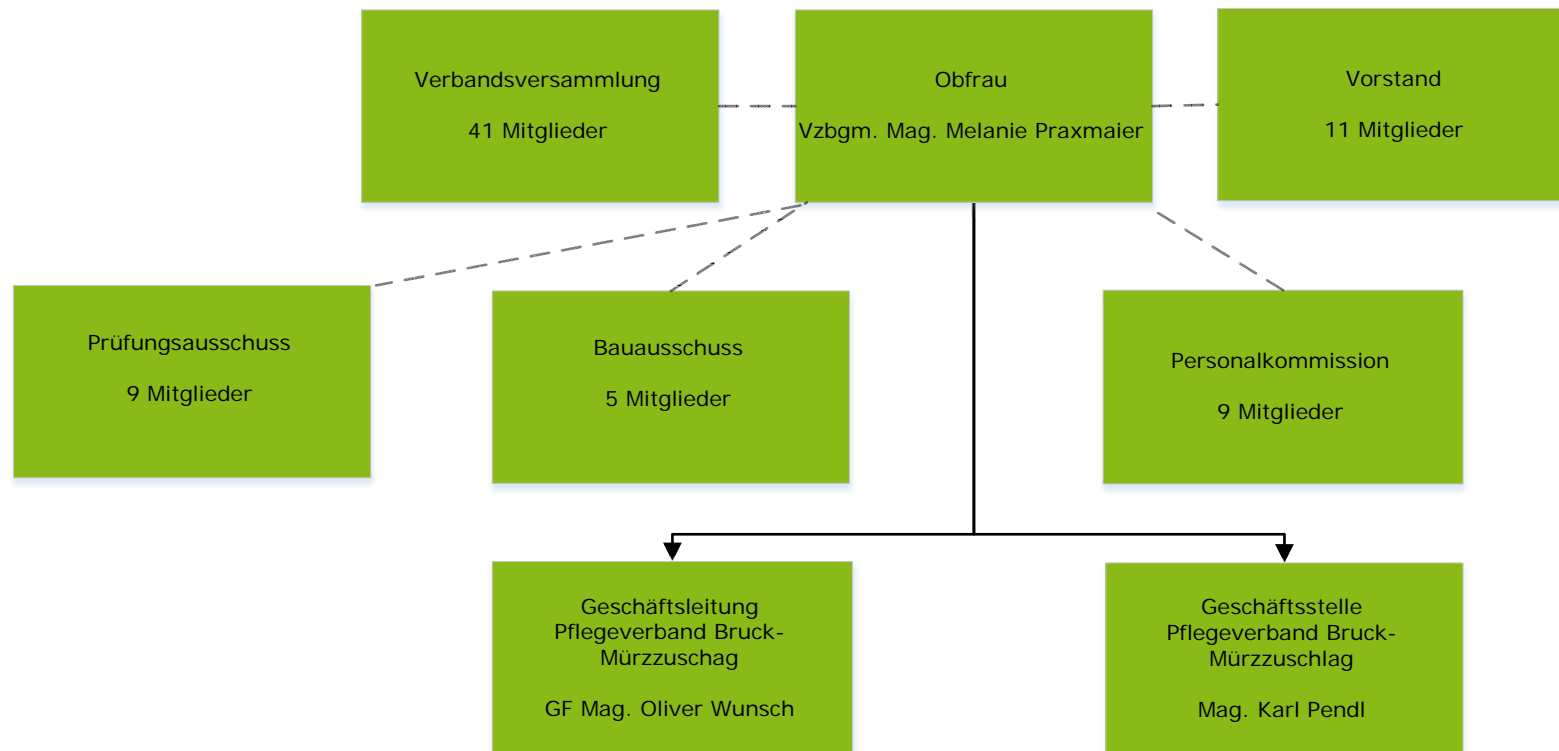 Verbandsversammlung
41 Mitglieder
Obfrau
Vzbgm. Mag. Melanie Praxmaier
Vorstand
11 Mitglieder
Prüfungsausschuss
9 Mitglieder
Bauausschuss
5 Mitglieder
Personalkommission
9 Mitglieder
Geschäftsleitung
Pflegeverband Bruck-
Mürzzuschag
GF Mag. Oliver Wunsch
Geschäftsstelle
Pflegeverband Bruck-
Mürzzuschlag
Mag. Karl Pendl